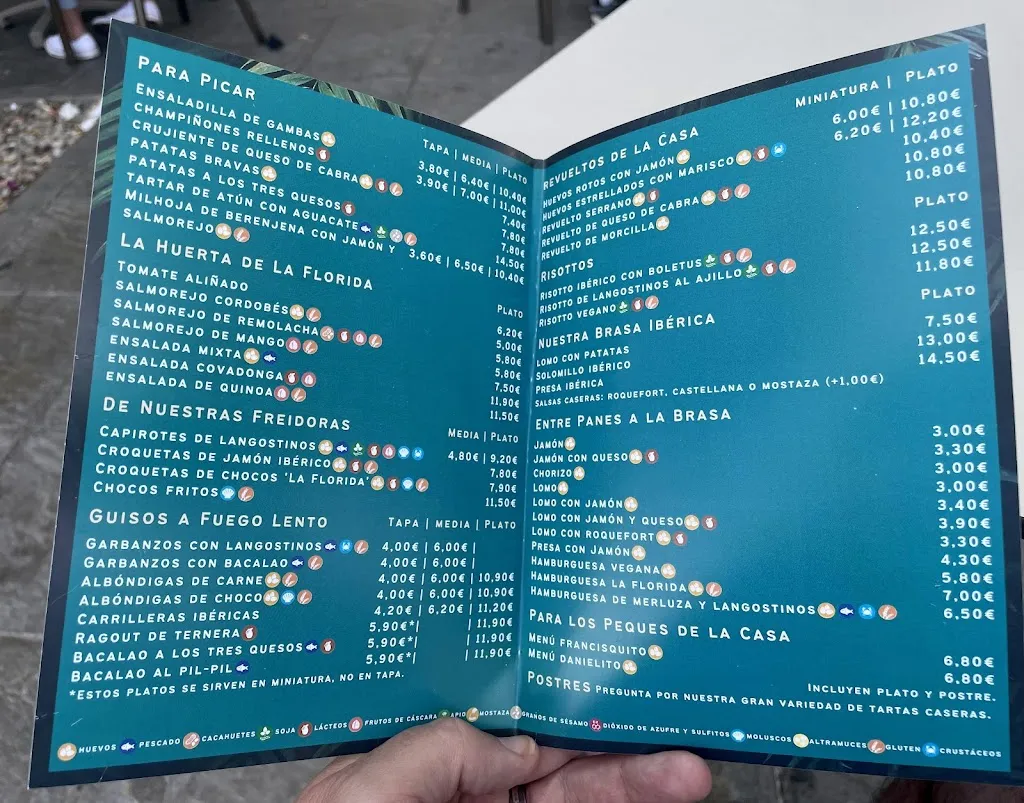 PARA PICAR
TAPA | MEDIA | PLATO
ENSALADILLA DE GAMBAS 3,80€ | 6,40€ | 10,40€
CHAMPIÑONES RELLENOS 3,90€ | 7,00€ | 11,00€
CRUJIENTE DE QUESO DE CABRA 7,40€
PATATAS BRAVAS 7,80€
PATATAS A LOS TRES QUESOS 7,80€
TARTAR DE ATÚN CON AGUACATE 14,50€
MILHOJA DE BERENJENA CON JAMÓN Y
SALMOREJO 3,60€ | 6,50€ | 10,40€
LA HUERTA DE LA FLORIDA
PLATO
TOMATE ALIÑADO 6,20€
SALMOREJO CORDOBÉS 5,00€
SALMOREJO DE REMOLACHA 5,80€
SALMOREJO DE MANGO 5,80€
ENSALADA MIXTA 7,50€
ENSALADA COVADONGA 11,90€
ENSALADA DE QUINOA 11,50€
DE NUESTRAS FREIDORAS
MEDIA | PLATO
CAPIROTES DE LANGOSTINOS 4,80€ | 9,20€
CROQUETAS DE JAMÓN IBÉRICO 7,80€
CROQUETAS DE CHOCOS 'LA FLORIDA' 7,90€
CHOCOS FRITOS 11,50€
GUISOS A FUEGO LENTO
TAPA | MEDIA | PLATO
GARBANZOS CON LANGOSTINOS 4,00€ | 6,00€ |
GARBANZOS CON BACALAO 4,00€ | 6,00€ |
ALBÓNDIGAS DE CARNE 4,00€ | 6,00€ | 10,90€
ALBÓNDIGAS DE CHOCO 4,00€ | 6,00€ | 10,90€
CARRILLERAS IBÉRICAS 4,20€ | 6,20€ | 11,20€
RAGOUT DE TERNERA 5,90€*| | 11,90€
BACALAO A LOS TRES QUESOS 5,90€*| | 11,90€
BACALAO AL PIL-PIL 5,90€*| | 11,90€
*ESTOS PLATOS SE SIRVEN EN MINIATURA, NO EN TAPA.
REVUELTOS DE LA CASA
MINIATURA | PLATO
HUEVOS ROTOS CON JAMÓN 6,00€ | 10,80€
HUEVOS ESTRELLADOS CON MARISCO 6,20€ | 12,20€
REVUELTO SERRANO 10,40€
REVUELTO DE QUESO DE CABRA 10,80€
REVUELTO DE MORCILLA 10,80€
RISOTTOS
PLATO
RISOTTO IBÉRICO CON BOLETUS 12,50€
RISOTTO DE LANGOSTINOS AL AJILLO 12,50€
RISOTTO VEGANO 11,80€
NUESTRA BRASA IBÉRICA
PLATO
LOMO CON PATATAS 7,50€
SOLOMILLO IBÉRICO 13,00€
PRESA IBÉRICA 14,50€
SALSAS CASERAS: ROQUEFORT, CASTELLANA O MOSTAZA (+1,00€)
ENTRE PANES A LA BRASA
JAMÓN 3,00€
JAMÓN CON QUESO 3,30€
CHORIZO 3,00€
LOMO 3,00€
LOMO CON JAMÓN 3,40€
LOMO CON JAMÓN Y QUESO 3,90€
LOMO CON ROQUEFORT 3,30€
PRESA CON JAMÓN 4,30€
HAMBURGUESA VEGANA 5,80€
HAMBURGUESA LA FLORIDA 7,00€
HAMBURGUESA DE MERLUZA Y LANGOSTINOS 6,50€
PARA LOS PEQUES DE LA CASA
MENÚ FRANCISQUITO 6,80€
MENÚ DANIELITO 6,80€
INCLUYEN PLATO Y POSTRE.
POSTRES PREGUNTA POR NUESTRA GRAN VARIEDAD DE TARTAS CASERAS.
HUEVOS PESCADO CACAHUETES SOJA LÁCTEOS FRUTOS DE CÁSCARA APIO MOSTAZA GRANOS DE SÉSAMO DIÓXIDO DE AZUFRE Y SULFITOS MOLUSCOS ALTRAMUCES GLUTEN CRUSTÁCEOS